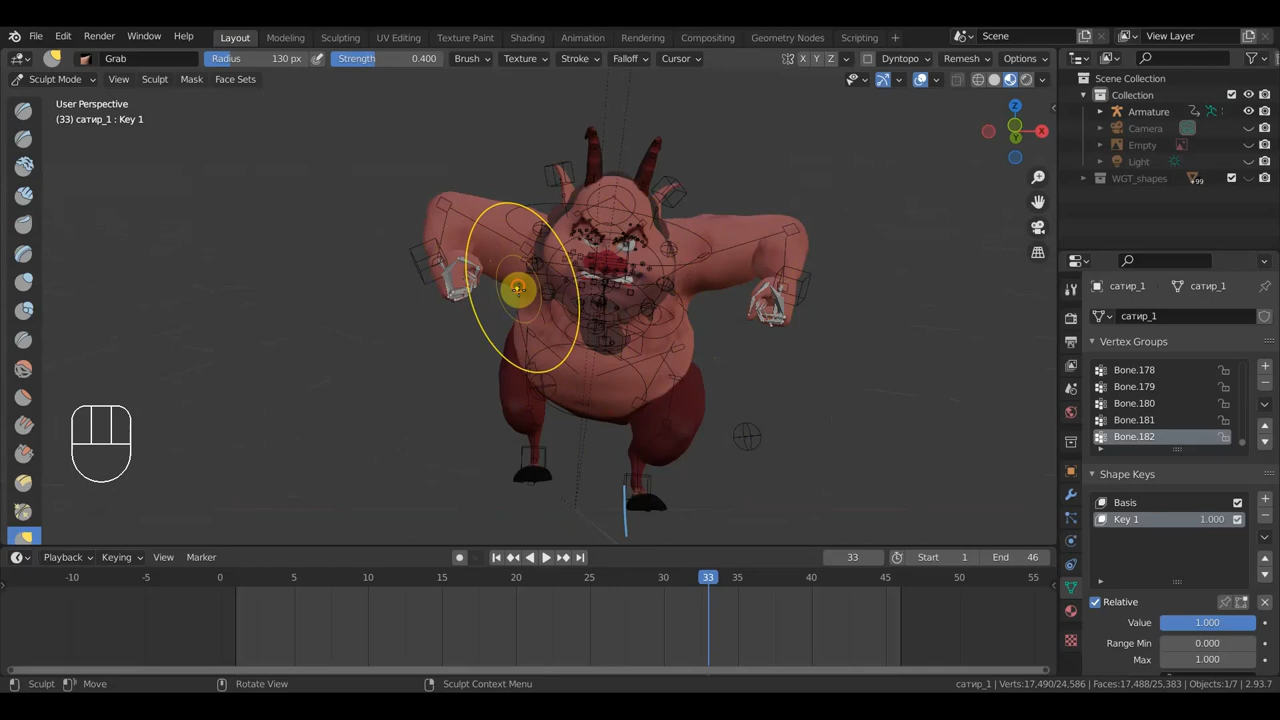 File Edit Render Window Help Layout Modeling Sculpting UV Editing Texture Paint Shading Animation Rendering Compositing Geometry Nodes Scripting + Scene View Layer
Grab Radius 130 px Strength 0.400 Brush Texture Stroke Falloff Cursor X Y Z Dyntopo Remesh Options
Sculpt Mode View Sculpt Mask Face Sets
User Perspective
(33) сатир_1 : Key 1
X
Y
Z
Scene Collection
Collection
Armature
Camera
Empty
Light
WGT_shapes 99
сатир_1 сатир_1
сатир_1
Vertex Groups
Bone.178
Bone.179
Bone.180
Bone.181
Bone.182
Shape Keys
Basis
Key 1 1.000
Relative
Value 1.000
Range Min 0.000
Max 1.000
Playback Keying View Marker 33 Start 1 End 46
-10 -5 0 5 10 15 20 25 30 33 35 40 45 50 55
Sculpt Move Rotate View Sculpt Context Menu сатир_1 | Verts:17,490/24,586 | Faces:17,488/25,383 | Objects:1/7 | 2.93.7